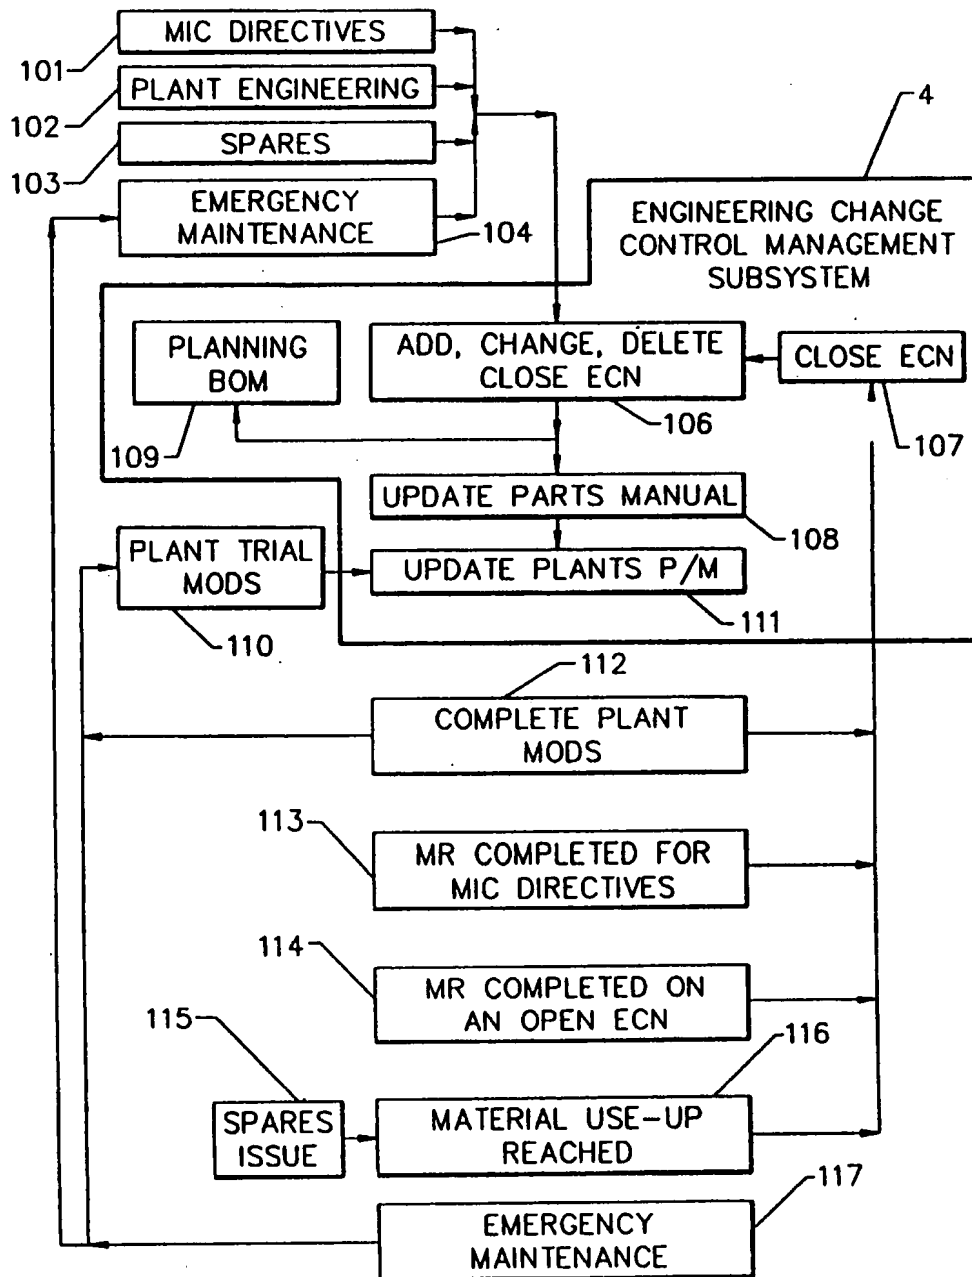 MIC DIRECTIVES
101
PLANT ENGINEERING
102
SPARES
103
EMERGENCY
MAINTENANCE
104
4
ENGINEERING CHANGE
CONTROL MANAGEMENT
SUBSYSTEM
PLANNING
BOM
109
ADD, CHANGE, DELETE
CLOSE ECN
106
CLOSE ECN
107
UPDATE PARTS MANUAL
108
PLANT TRIAL
MODS
110
UPDATE PLANTS P/M
111
112
COMPLETE PLANT
MODS
113
MR COMPLETED FOR
MIC DIRECTIVES
114
MR COMPLETED ON
AN OPEN ECN
115
SPARES
ISSUE
116
MATERIAL USE-UP
REACHED
117
EMERGENCY
MAINTENANCE